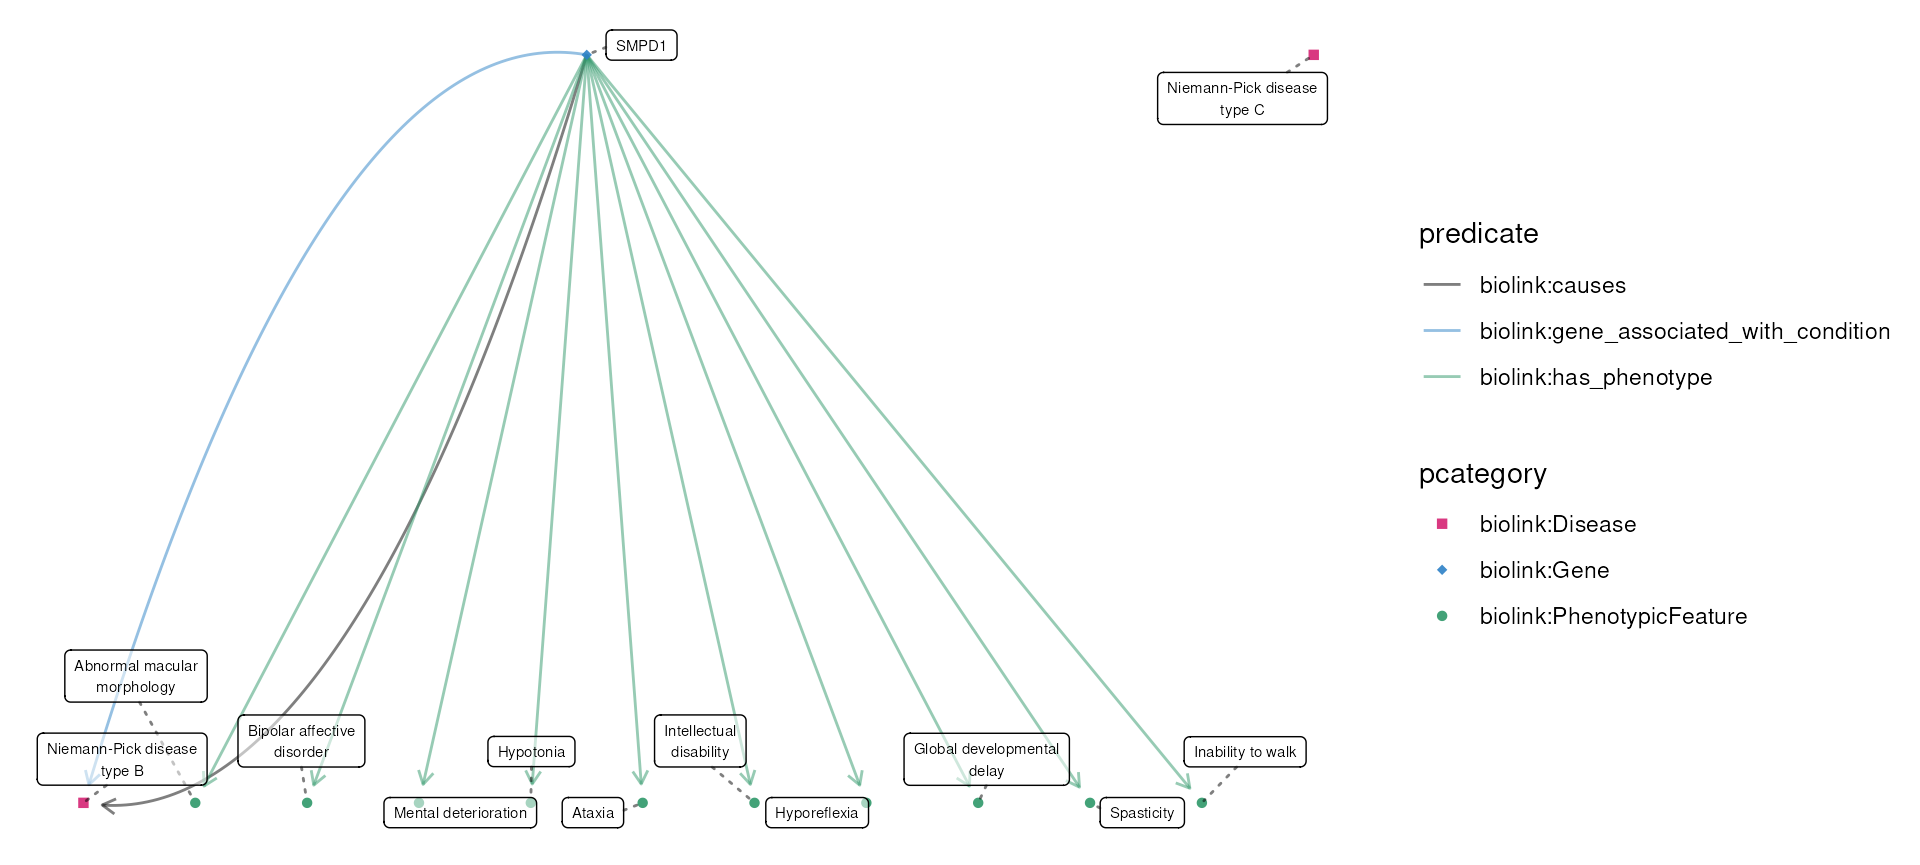 SMPD1
Niemann-Pick disease
type C
predicate
biolink:causes
biolink:gene_associated_with_condition
biolink:has_phenotype
pcategory
biolink:Disease
biolink:Gene
biolink:PhenotypicFeature
Abnormal macular
morphology
Niemann-Pick disease
type B
Bipolar affective
disorder
Mental deterioration
Hypotonia
Ataxia
Intellectual
disability
Hyporeflexia
Global developmental
delay
Spasticity
Inability to walk